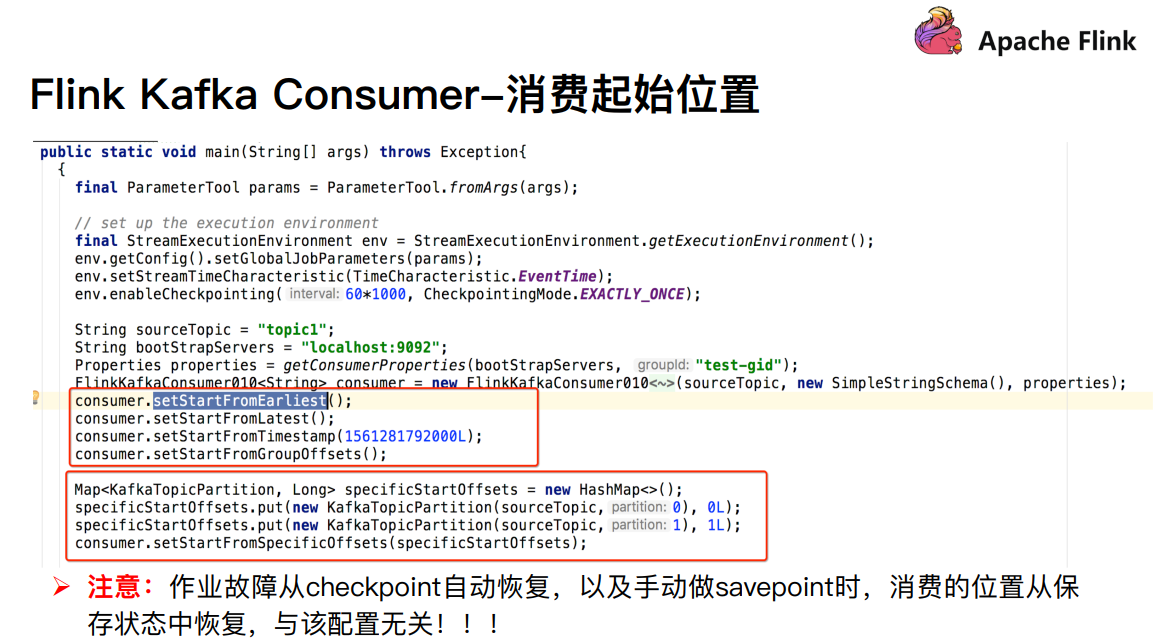 Apache Flink
Flink Kafka Consumer–消费起始位置
public static void main(String[] args) throws Exception{
{
final ParameterTool params = ParameterTool.fromArgs(args);
// set up the execution environment
final StreamExecutionEnvironment env = StreamExecutionEnvironment.getExecutionEnvironment();
env.getConfig().setGlobalJobParameters(params);
env.setStreamTimeCharacteristic(TimeCharacteristic.EventTime);
env.enableCheckpointing( interval: 60*1000, CheckpointingMode.EXACTLY_ONCE);
String sourceTopic = "topic1";
String bootStrapServers = "localhost:9092";
Properties properties = getConsumerProperties(bootStrapServers, groupId: "test-gid");
FlinkKafkaConsumer010<String> consumer = new FlinkKafkaConsumer010<~>(sourceTopic, new SimpleStringSchema(), properties);
consumer.setStartFromEarliest();
consumer.setStartFromLatest();
consumer.setStartFromTimestamp(1561281792000L);
consumer.setStartFromGroupOffsets();
Map<KafkaTopicPartition, Long> specificStartOffsets = new HashMap<>();
specificStartOffsets.put(new KafkaTopicPartition(sourceTopic, partition: 0), 0L);
specificStartOffsets.put(new KafkaTopicPartition(sourceTopic, partition: 1), 1L);
consumer.setStartFromSpecificOffsets(specificStartOffsets);
➢ 注意：作业故障从checkpoint自动恢复，以及手动做savepoint时，消费的位置从保
存状态中恢复，与该配置无关！！！